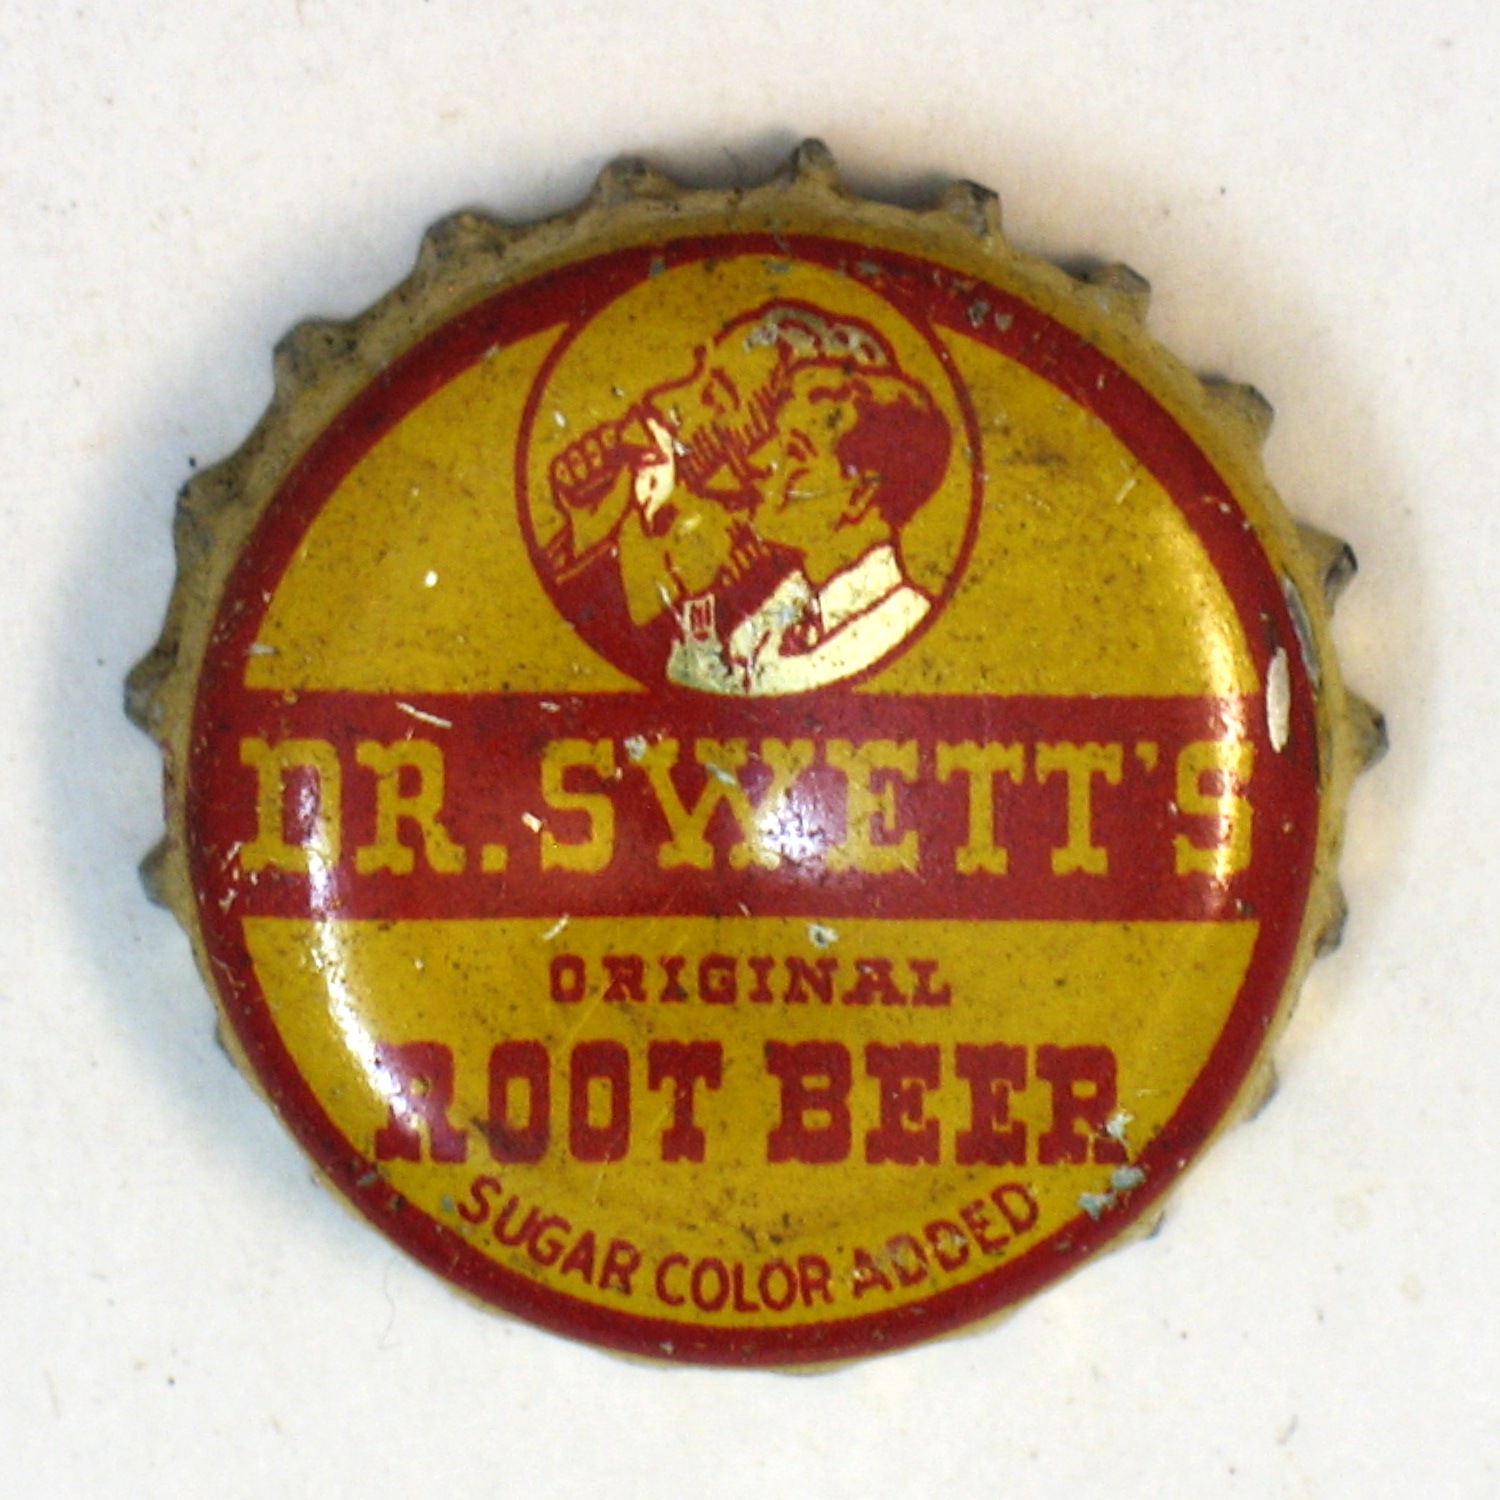 DR. SWETT'S
ORIGINAL
ROOT BEER
SUGAR COLOR ADDED